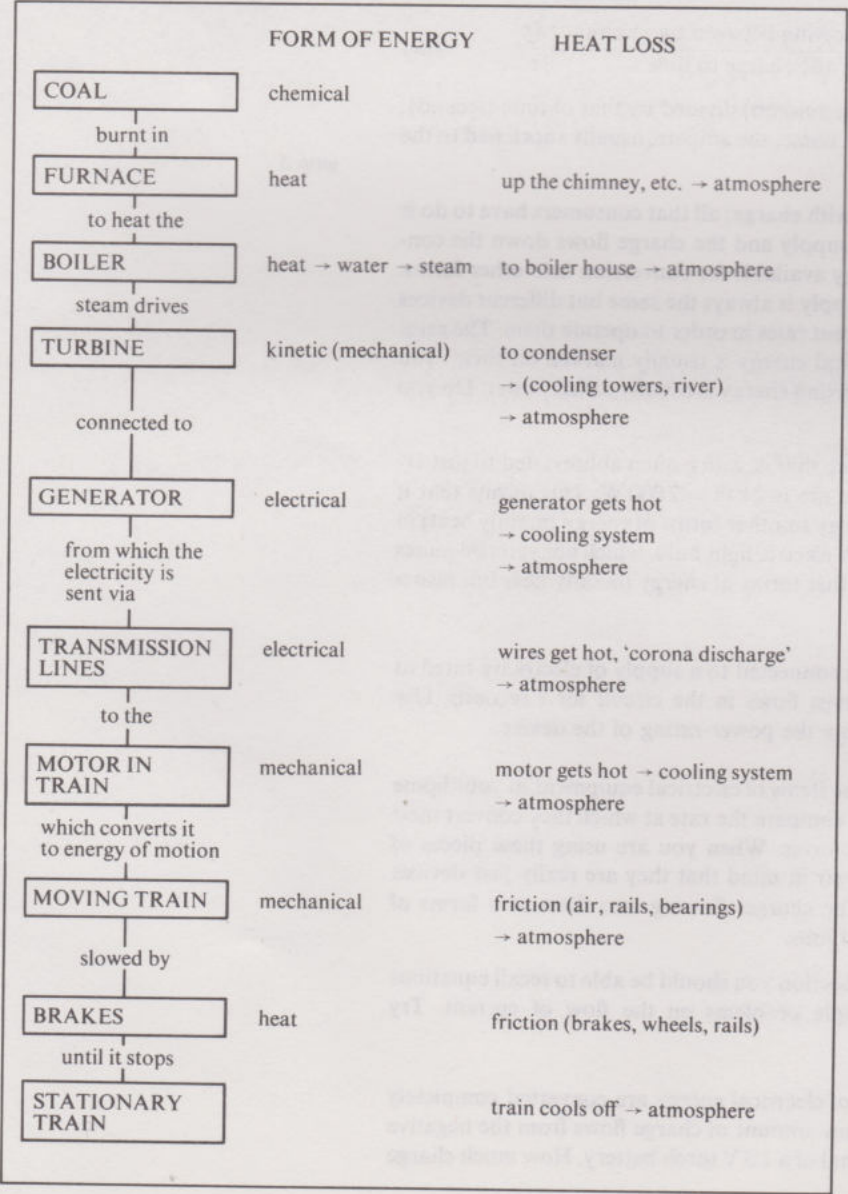 FORM OF ENERGY HEAT LOSS
COAL chemical
burnt in
FURNACE heat up the chimney, etc. → atmosphere
to heat the
BOILER heat → water → steam to boiler house → atmosphere
steam drives
TURBINE kinetic (mechanical) to condenser
→ (cooling towers, river)
→ atmosphere
connected to
GENERATOR electrical generator gets hot
→ cooling system
→ atmosphere
from which the
electricity is
sent via
TRANSMISSION
LINES electrical wires get hot, ‘corona discharge’
→ atmosphere
to the
MOTOR IN
TRAIN mechanical motor gets hot → cooling system
→ atmosphere
which converts it
to energy of motion
MOVING TRAIN mechanical friction (air, rails, bearings)
→ atmosphere
slowed by
BRAKES heat friction (brakes, wheels, rails)
until it stops
STATIONARY
TRAIN train cools off → atmosphere